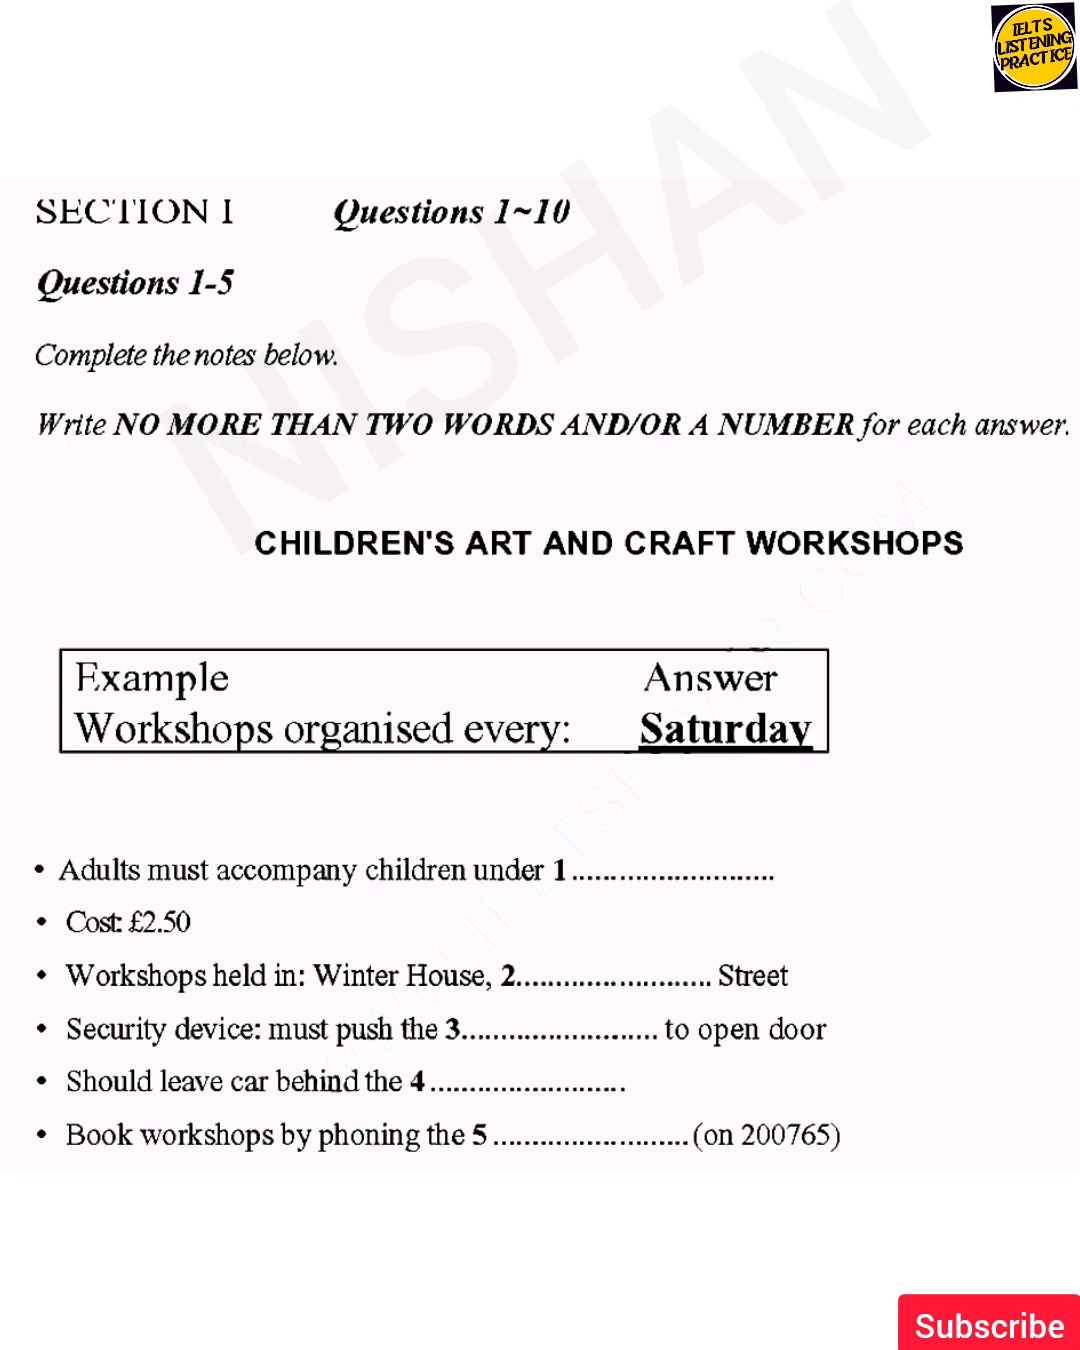 IELTS
LISTENING
PRACTICE
NISHAN
SECTION I Questions 1~10
Questions 1-5
Complete the notes below.
Write NO MORE THAN TWO WORDS AND/OR A NUMBER for each answer.
CHILDREN'S ART AND CRAFT WORKSHOPS
Example Answer
Workshops organised every: Saturday
• Adults must accompany children under 1..........................
• Cost: £2.50
• Workshops held in: Winter House, 2......................... Street
• Security device: must push the 3......................... to open door
• Should leave car behind the 4.........................
• Book workshops by phoning the 5......................... (on 200765)
Subscribe